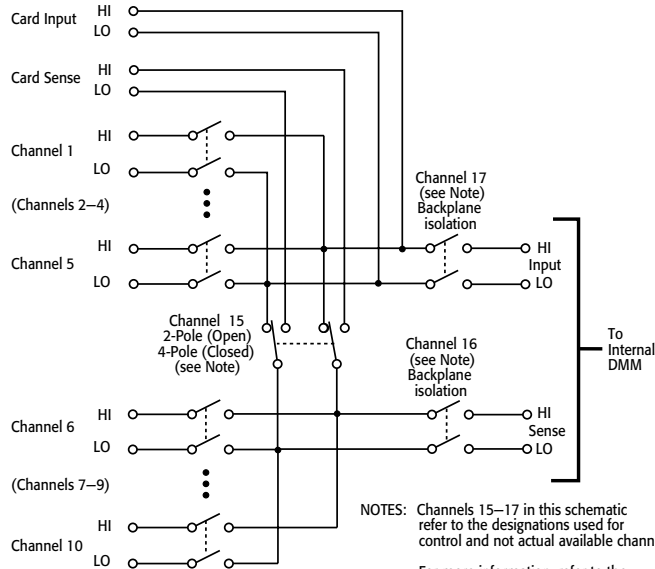 Card Input
HI
LO
Card Sense
HI
LO
Channel 1
HI
LO
(Channels 2–4)
Channel 5
HI
LO
Channel 17
(see Note)
Backplane
isolation
HI
Input
LO
Channel 15
2-Pole (Open)
4-Pole (Closed)
(see Note)
Channel 16
(see Note)
Backplane
isolation
To
Internal
DMM
Channel 6
HI
LO
HI
Sense
LO
(Channels 7–9)
Channel 10
HI
LO
NOTES: Channels 15–17 in this schematic
refer to the designations used for
control and not actual available chann